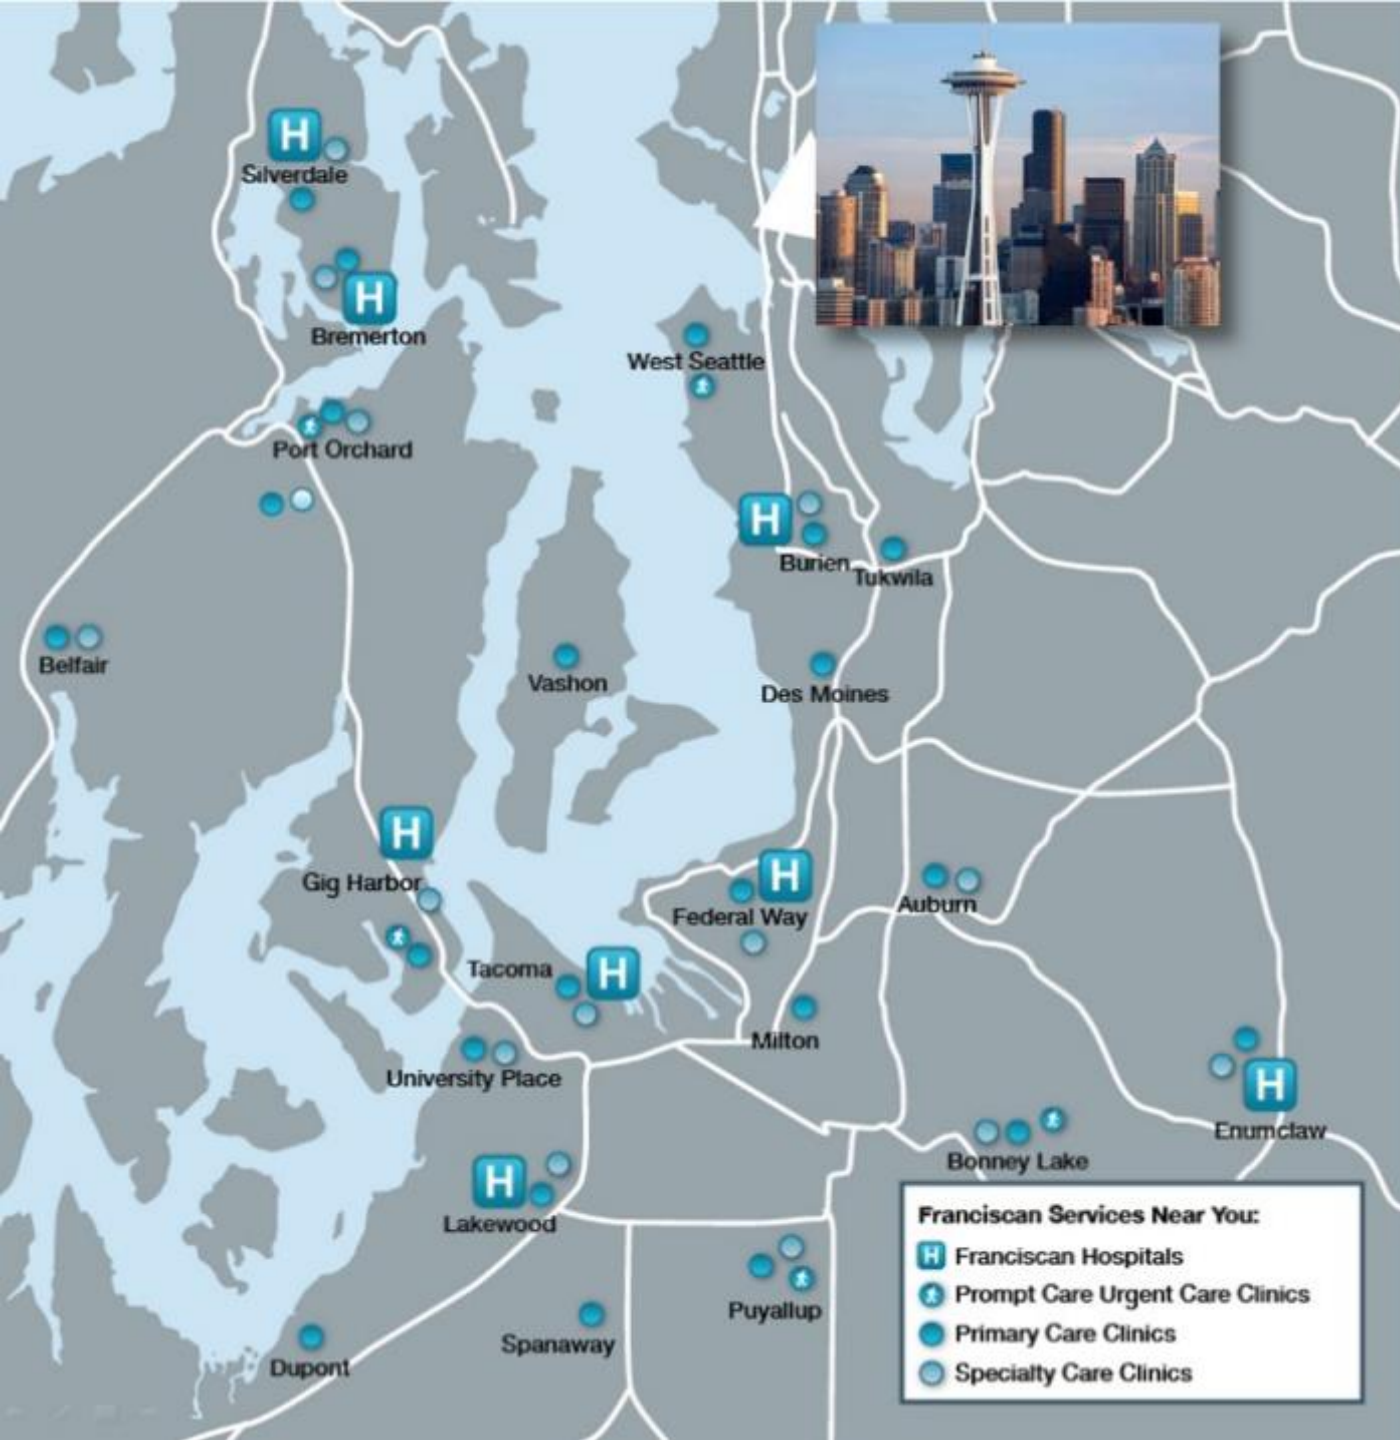 H
Silverdale
H
Bremerton
West Seattle
Port Orchard
H
Burien
Tukwila
Belfair
Vashon
Des Moines
H
Gig Harbor
H
Federal Way
Auburn
Tacoma
H
Milton
University Place
H
Enumclaw
Bonney Lake
H
Lakewood
Puyallup
Spanaway
Dupont
Franciscan Services Near You:
H Franciscan Hospitals
Prompt Care Urgent Care Clinics
Primary Care Clinics
Specialty Care Clinics